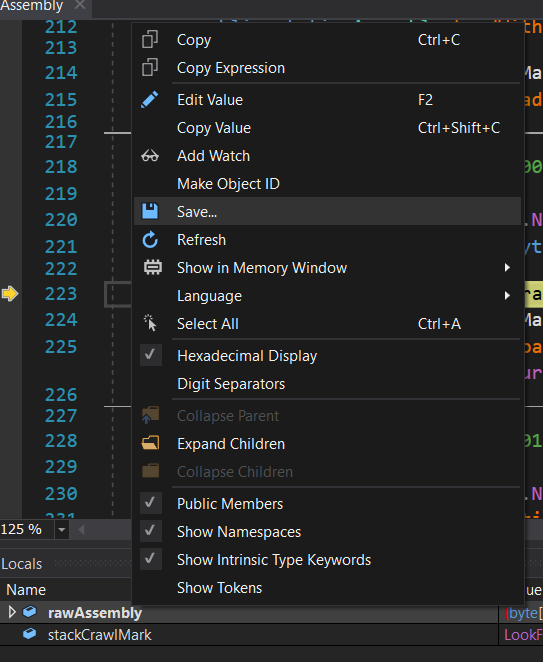 Assembly
212
213
Copy Ctrl+C
214
Copy Expression
215
Edit Value F2
216
Copy Value Ctrl+Shift+C
217
Add Watch
218
Make Object ID
219
Save...
220
Refresh
221
Show in Memory Window
222
Language
223
Select All Ctrl+A
224
Hexadecimal Display
225
Digit Separators
226
Collapse Parent
227
Expand Children
228
Collapse Children
229
Public Members
230
Show Namespaces
Show Intrinsic Type Keywords
Show Tokens
125 %
Locals
Name
rawAssembly
stackCrawlMark